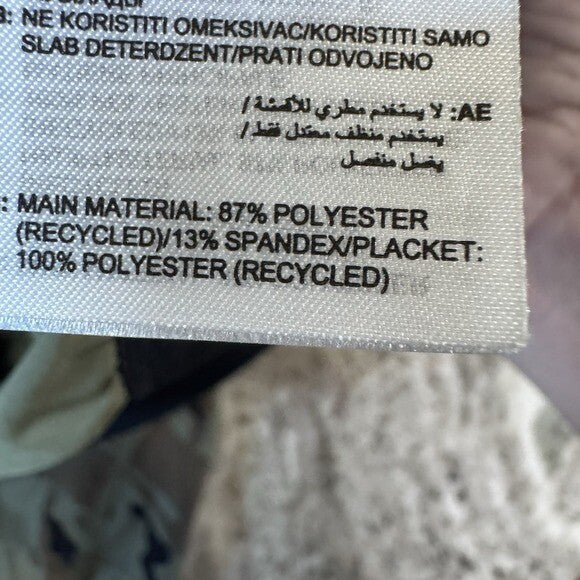 : NE KORISTITI OMEKSIVAC/KORISTITI SAMO
SLAB DETERDZENT/PRATI ODVOJENO
AE: لا يستخدم مطري للأقمشة/
يستخدم منظف معتدل فقط/
يغسل منفصل
: MAIN MATERIAL: 87% POLYESTER
(RECYCLED)/13% SPANDEX/PLACKET:
100% POLYESTER (RECYCLED)